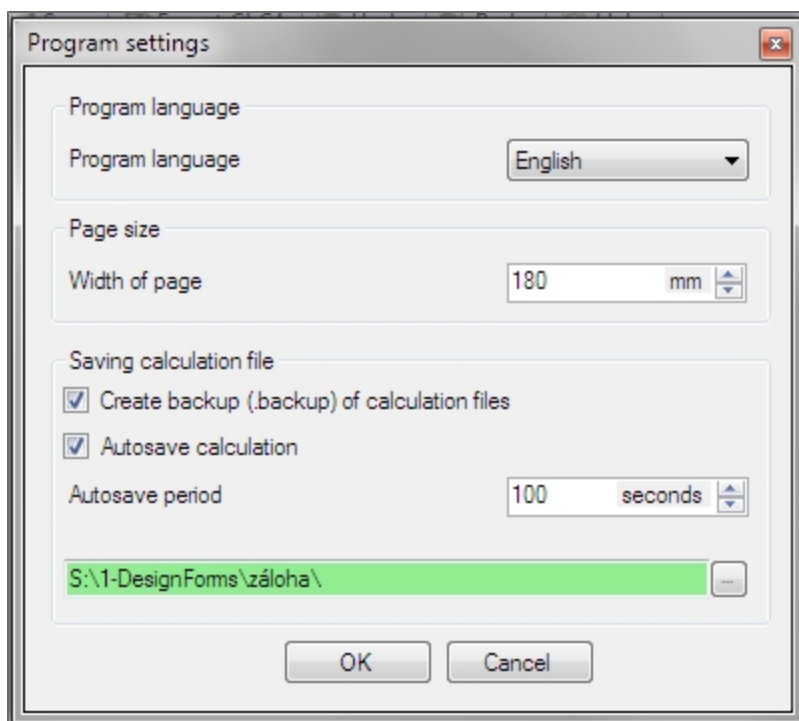 Program settings
Program language
Program language
English
Page size
Width of page
180 mm
Saving calculation file
Create backup (.backup) of calculation files
Autosave calculation
Autosave period
100 seconds
S:\1-DesignForms\záloha\
...
OK
Cancel